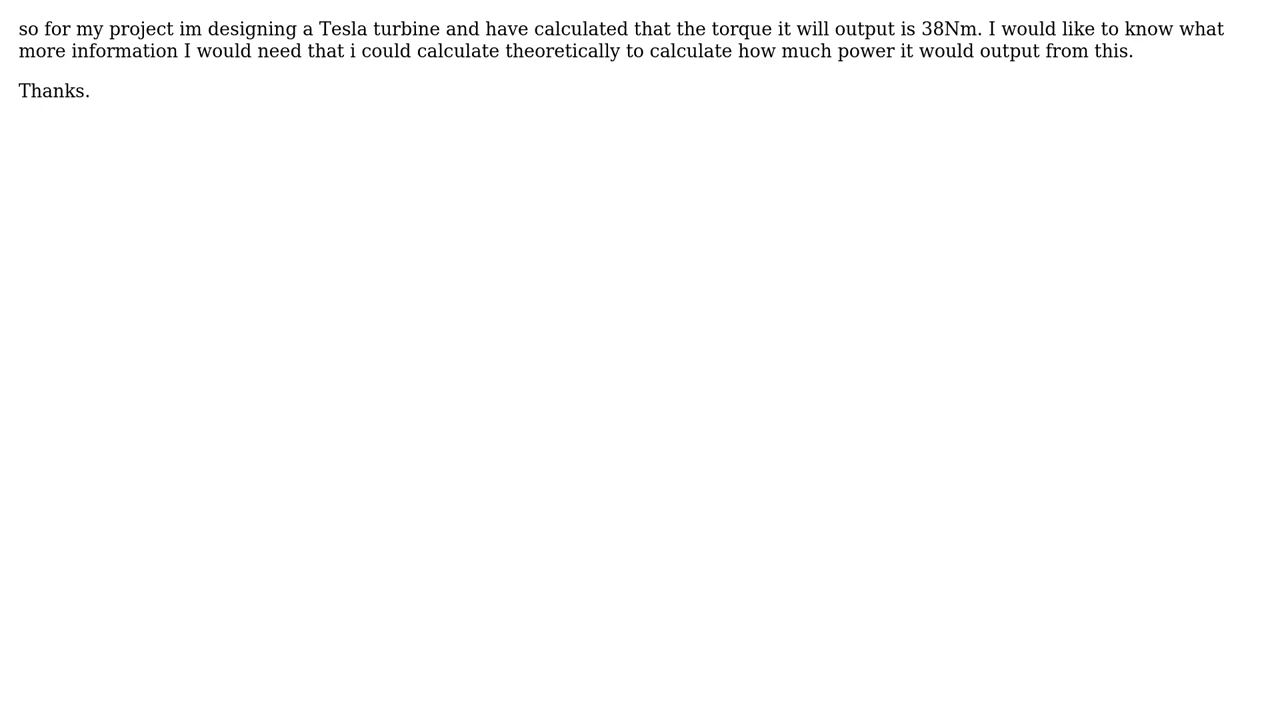 so for my project im designing a Tesla turbine and have calculated that the torque it will output is 38Nm. I would like to know what
more information I would need that i could calculate theoretically to calculate how much power it would output from this.
Thanks.